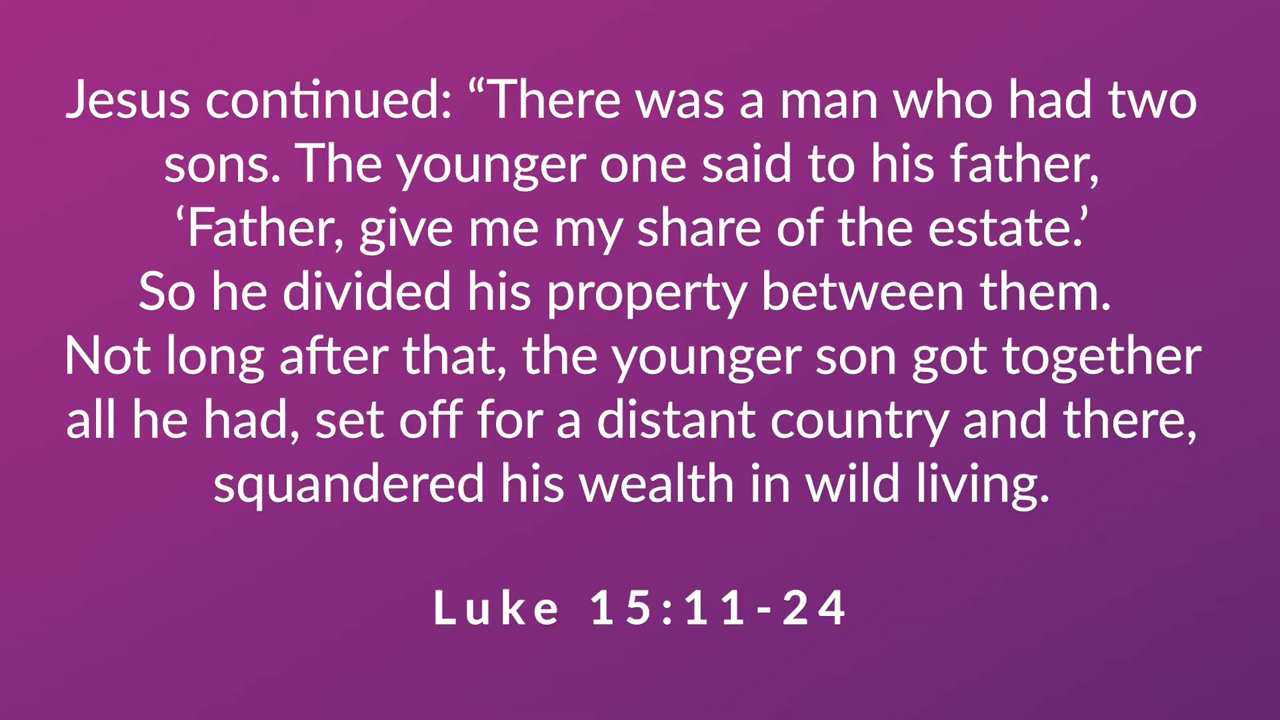 Jesus continued: “There was a man who had two
sons. The younger one said to his father,
‘Father, give me my share of the estate.’
So he divided his property between them.
Not long after that, the younger son got together
all he had, set off for a distant country and there,
squandered his wealth in wild living.
Luke 15:11-24